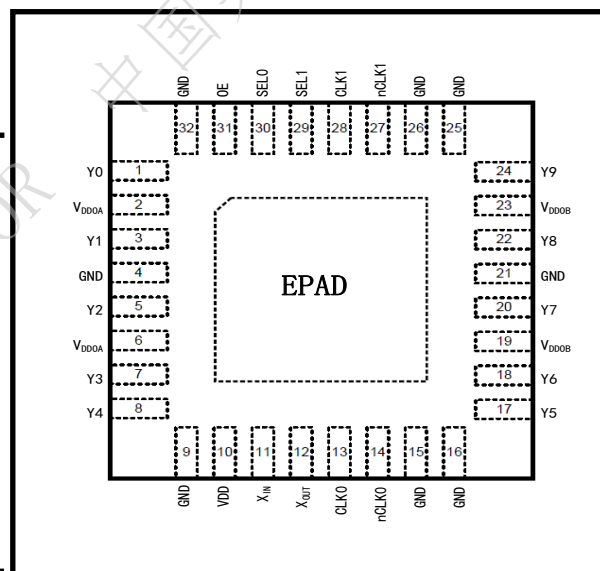 中国
OR
GND OE SEL0 SEL1 CLK1 nCLK1 GND GND
32 31 30 29 28 27 26 25
Y0 1 24 Y9
VDDOA 2 23 VDDOB
Y1 3 22 Y8
GND 4 21 GND
EPAD
Y2 5 20 Y7
VDDOA 6 19 VDDOB
Y3 7 18 Y6
Y4 8 17 Y5
9 10 11 12 13 14 15 16
GND VDD XIN XOUT CLK0 nCLK0 GND GND